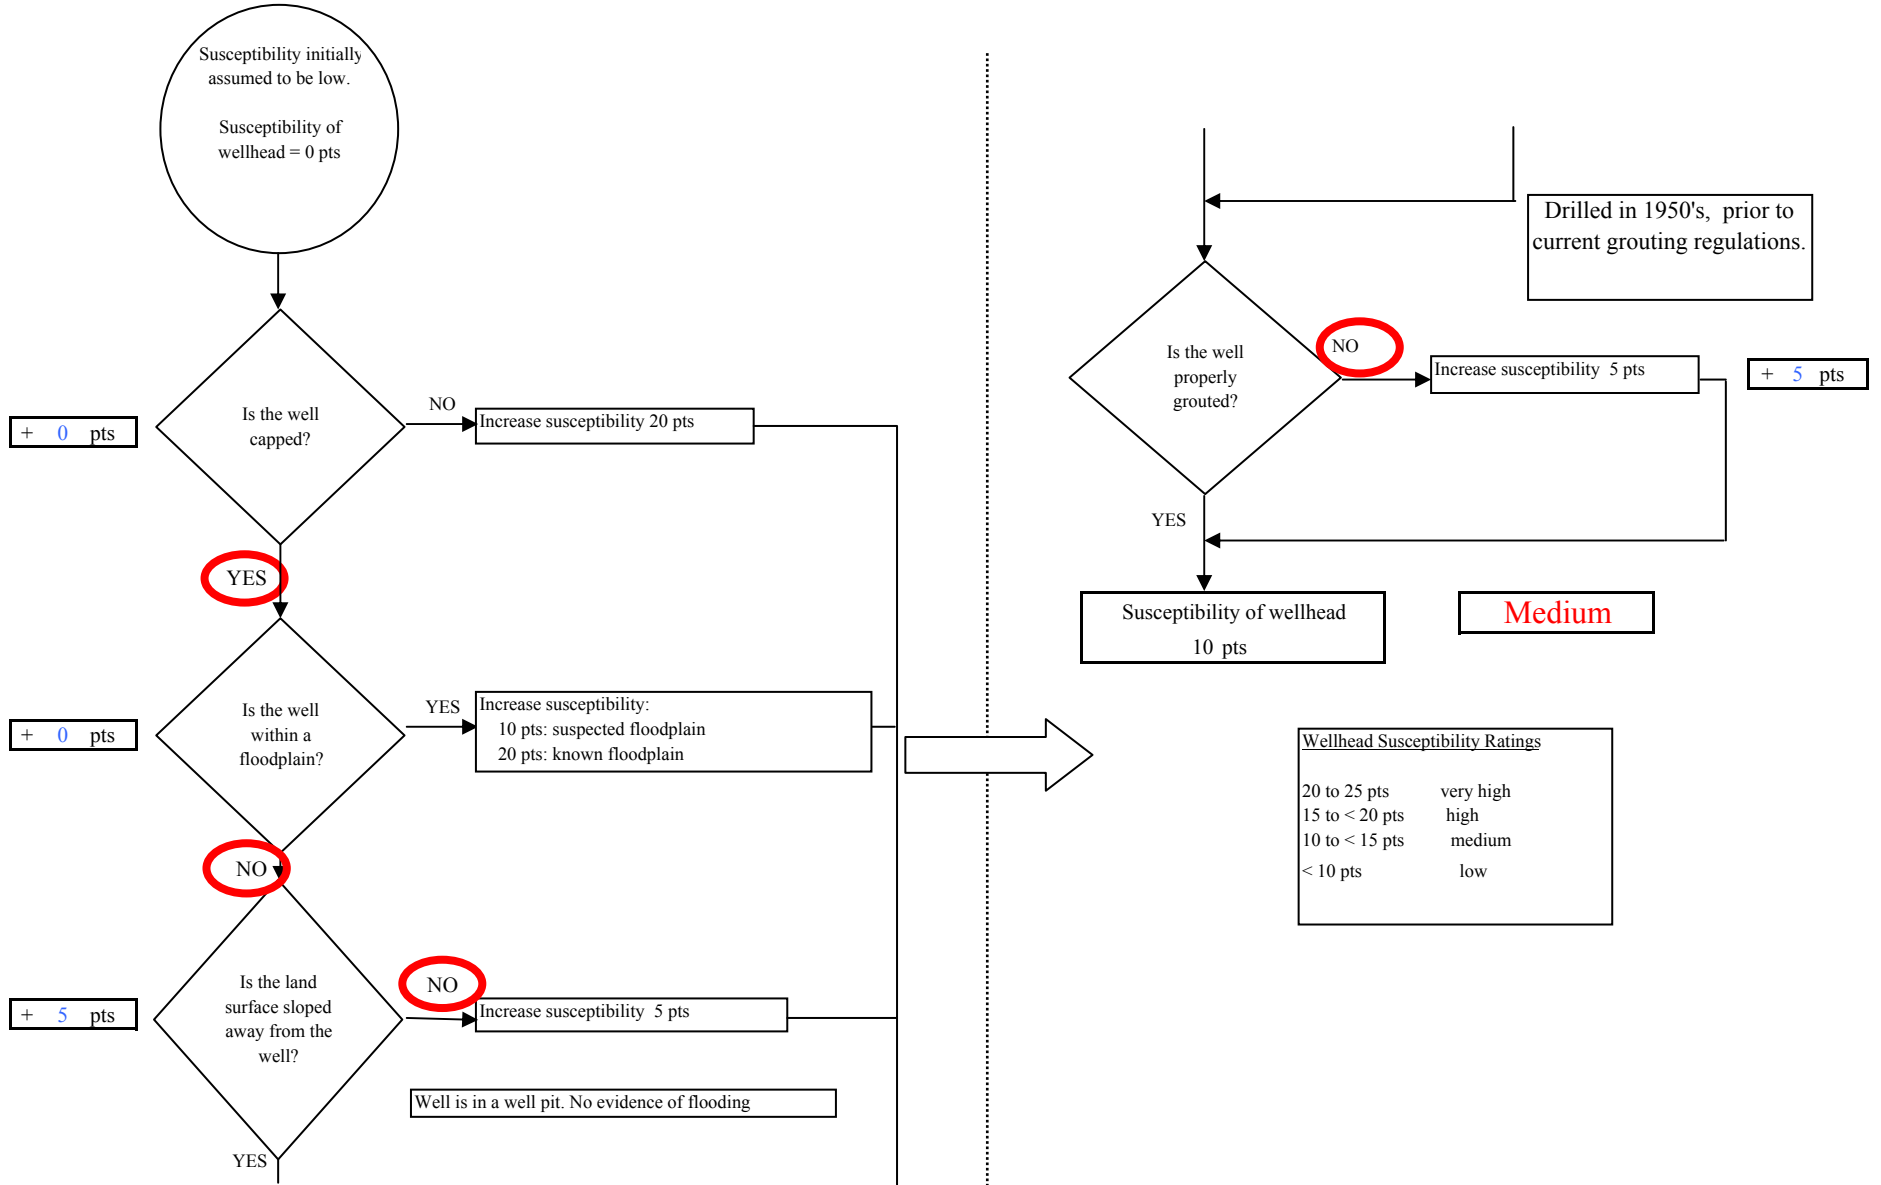 Susceptibility initially
assumed to be low.
Susceptibility of
wellhead = 0 pts
Is the well
capped?
NO
Increase susceptibility 20 pts
+ 0 pts
YES
Is the well
within a
floodplain?
YES
Increase susceptibility:
10 pts: suspected floodplain
20 pts: known floodplain
+ 0 pts
NO
Is the land
surface sloped
away from the
well?
NO
Increase susceptibility 5 pts
+ 5 pts
Well is in a well pit. No evidence of flooding
YES
Drilled in 1950's, prior to
current grouting regulations.
Is the well
properly
grouted?
NO
Increase susceptibility 5 pts
+ 5 pts
YES
Susceptibility of wellhead
10 pts
Medium
Wellhead Susceptibility Ratings
20 to 25 pts very high
15 to < 20 pts high
10 to < 15 pts medium
< 10 pts low